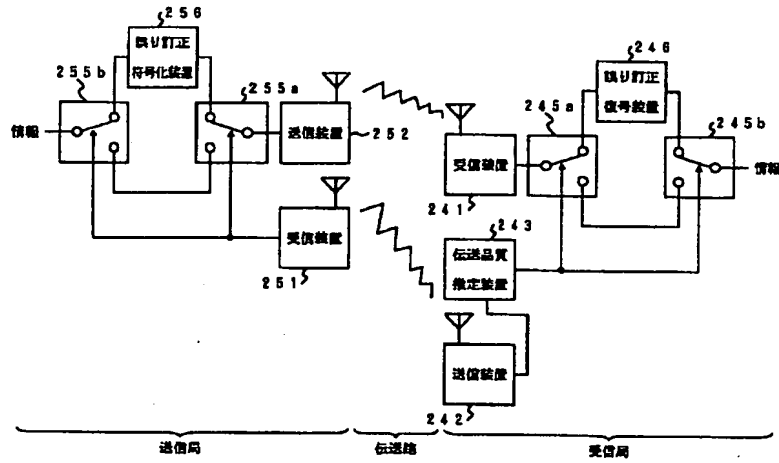 256
誤り訂正
符号化装置
255b
255a
情報
送信装置
252
受信装置
251
246
誤り訂正
復号装置
245a
245b
受信装置
241
情報
243
伝送品質
推定装置
送信装置
242
送信局
伝送路
受信局